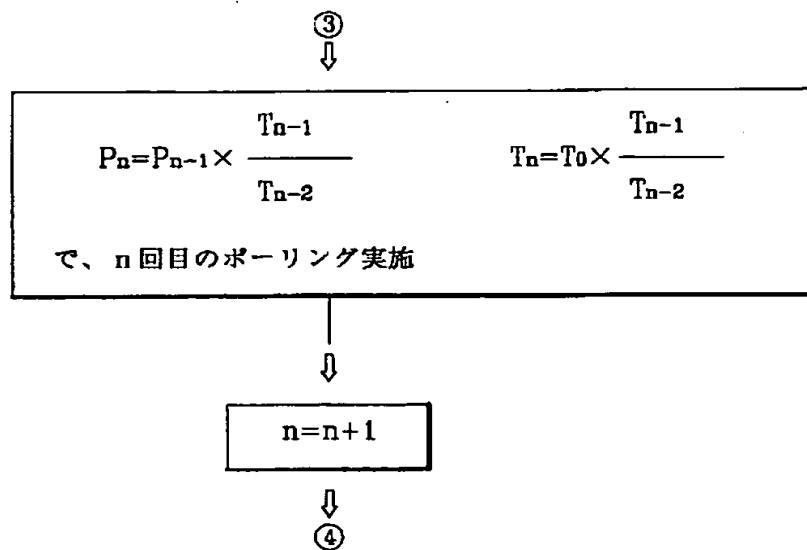 ③
⇩
Pn=Pn-1× Tn-1 / Tn-2　Tn=T0× Tn-1 / Tn-2
で、n回目のポーリング実施
⇩
n=n+1
⇩
④